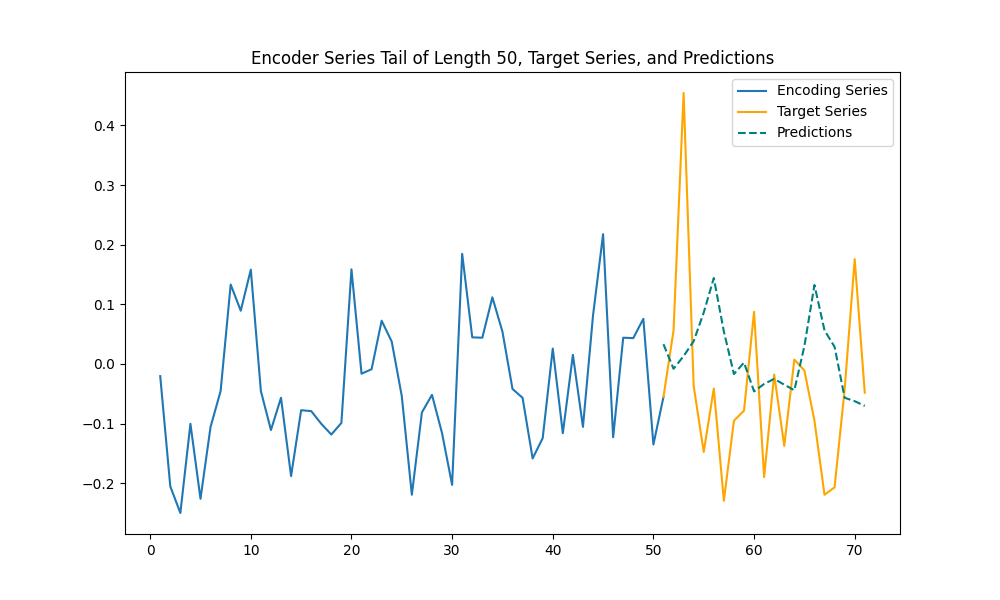 Encoder Series Tail of Length 50, Target Series, and Predictions
Encoding Series
Target Series
Predictions
0.4
0.3
0.2
0.1
0.0
−0.1
−0.2
0 10 20 30 40 50 60 70